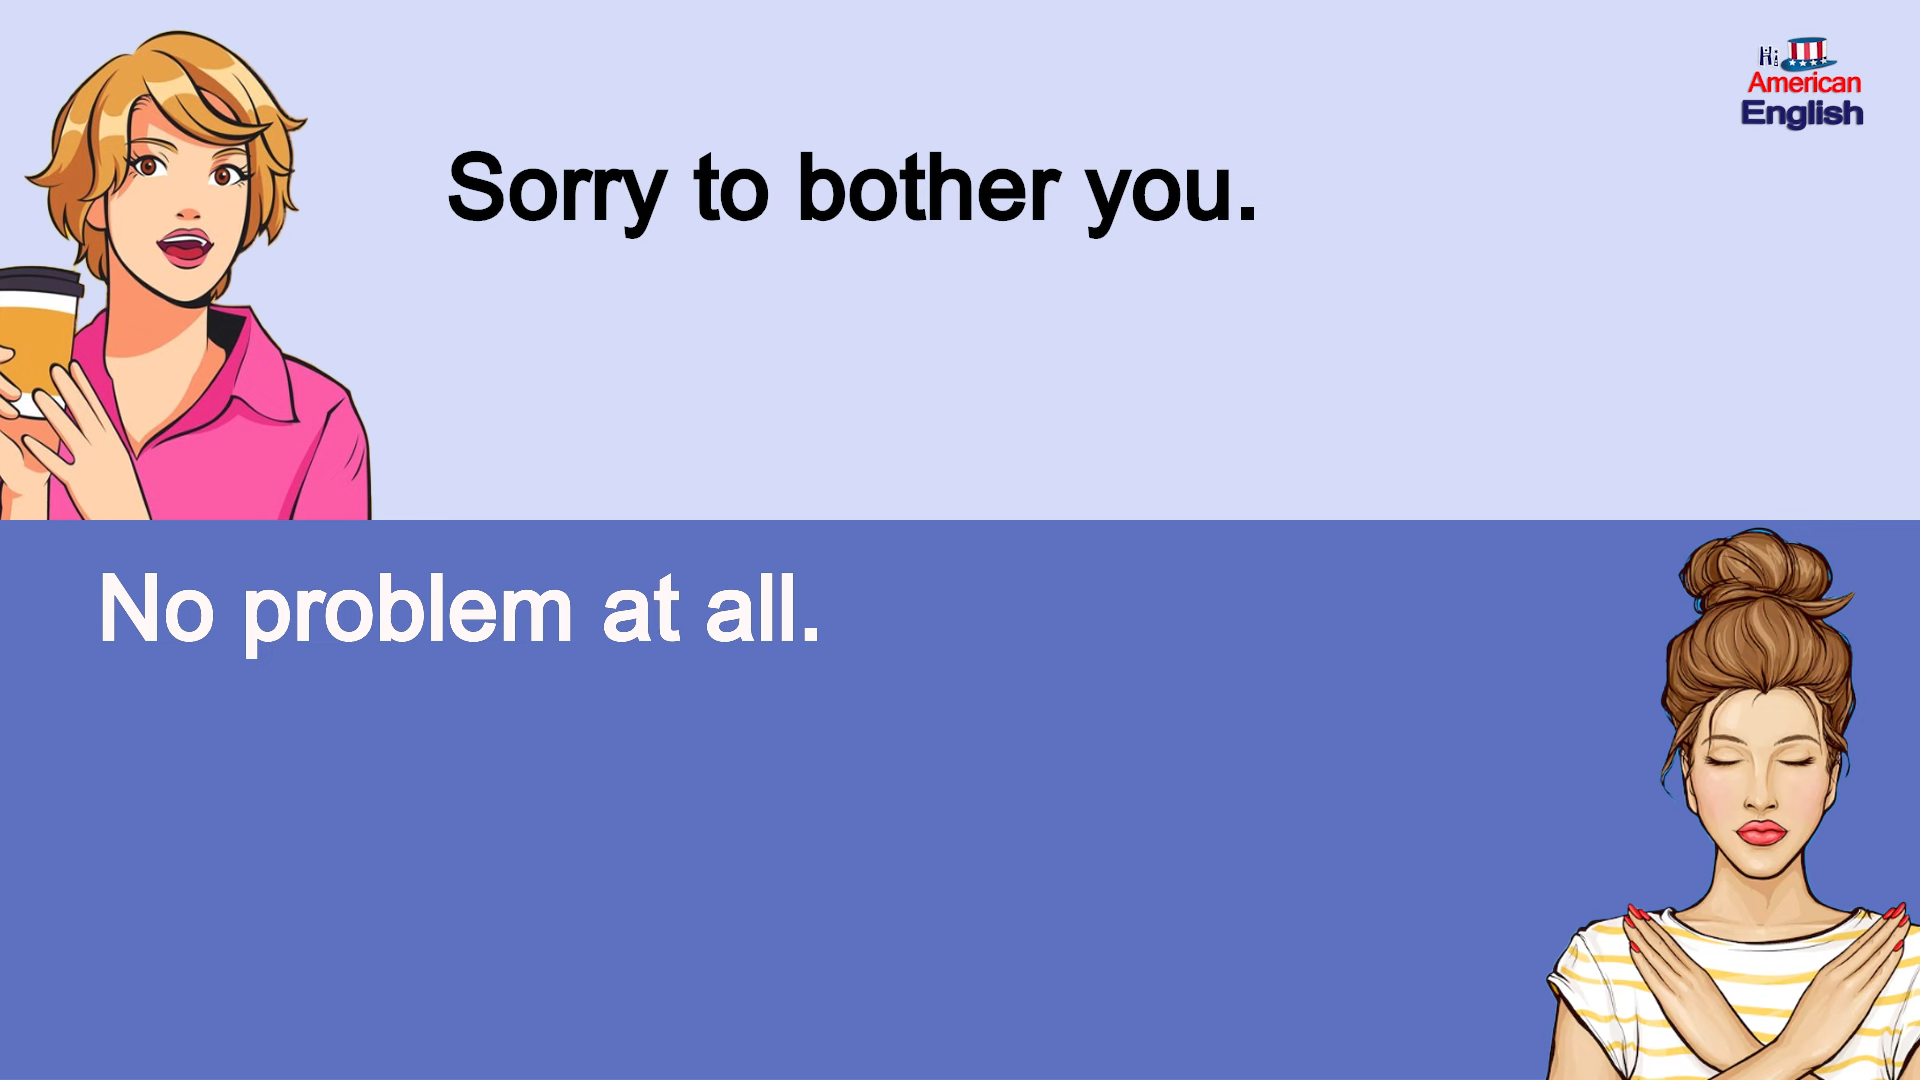 Hi
American
English
Sorry to bother you.
No problem at all.